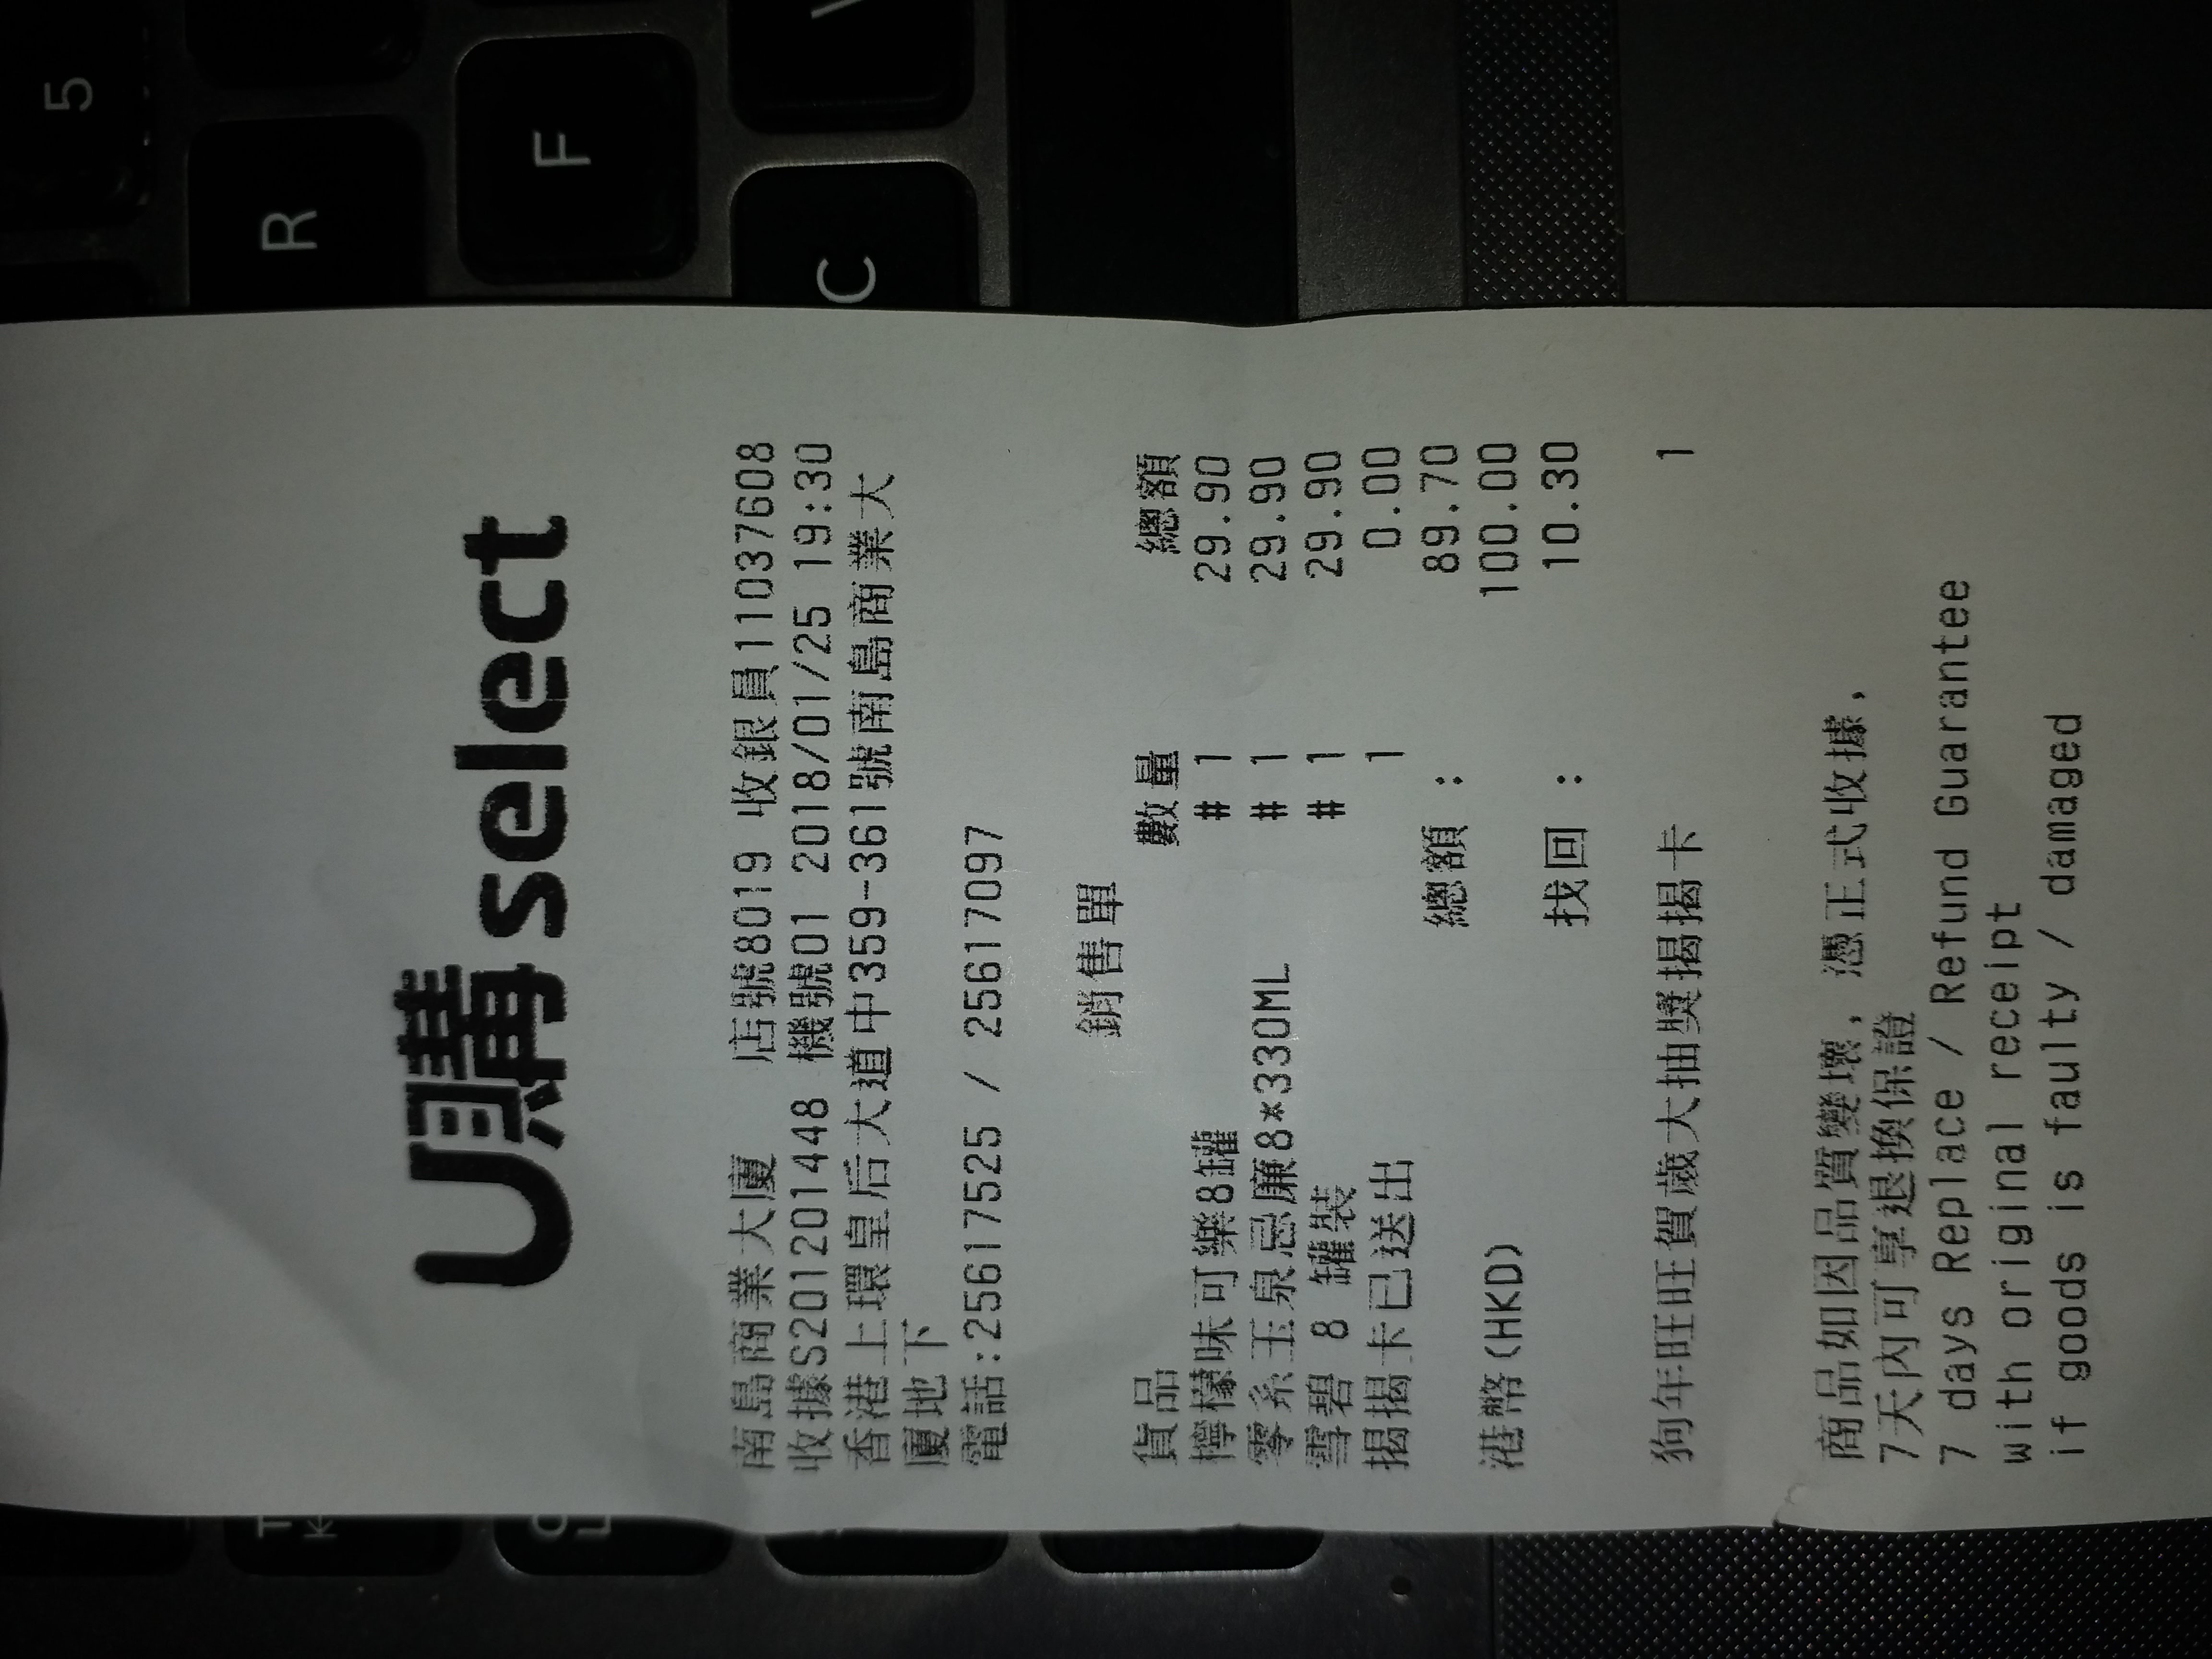 U購select
南島商業大廈 店號8019 收銀員11037608
收據S201201448 機號01 2018/01/25 19:30
香港上環皇后大道中359-361號南島商業大
廈地下
電話:25617525 / 25617097
銷售單
貨品 數量 總額
檸檬味可樂8罐 # 1 29.90
零系玉泉忌廉8*330ML # 1 29.90
雪碧 8 罐裝 # 1 29.90
揭揭卡已送出 1 0.00
總額 : 89.70
港幣(HKD) 100.00
找回 : 10.30
狗年旺旺賀歲大抽獎揭揭卡 1
商品如因品質變壞, 憑正式收據,
7天內可享退換保證
7 days Replace / Refund Guarantee
with original receipt
if goods is faulty / damaged
5
R
F
C